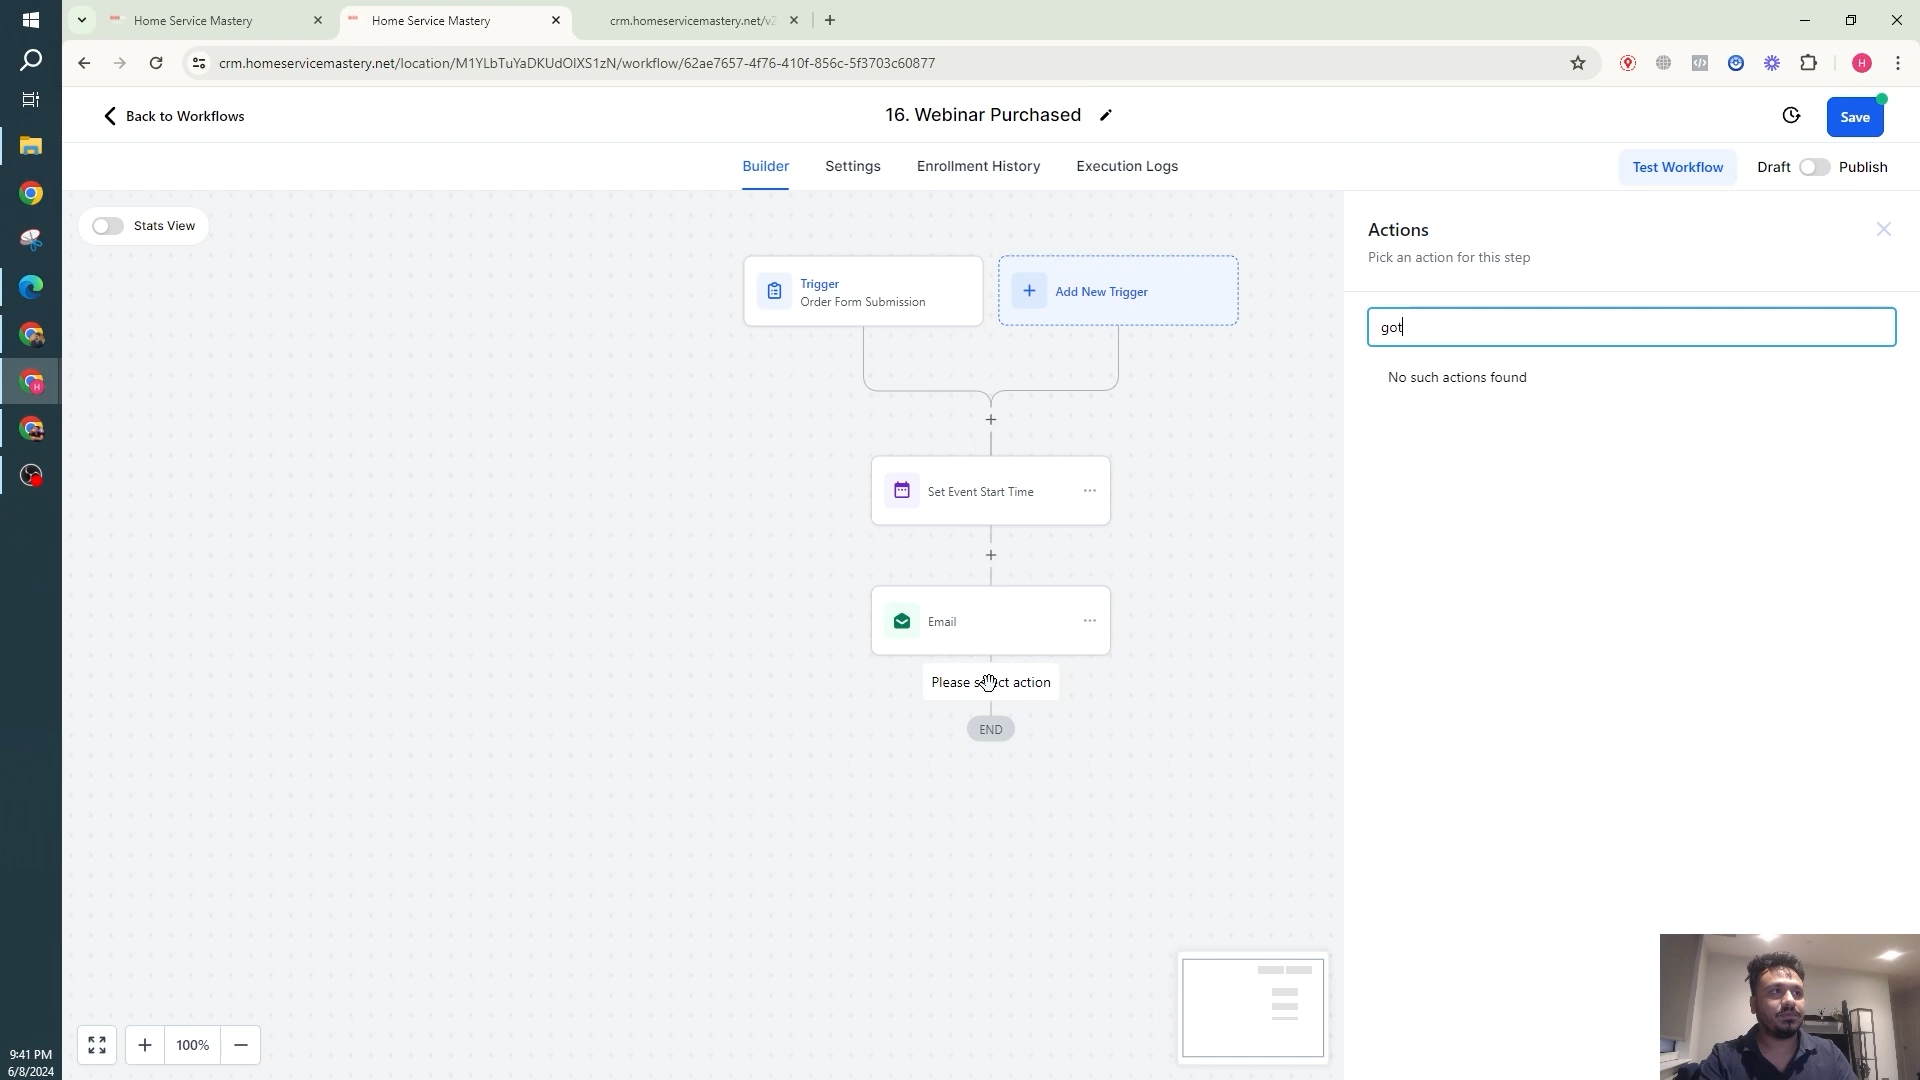 Home Service Mastery
Home Service Mastery
crm.homeservicemastery.net/v2
crm.homeservicemastery.net/location/M1YLbTuYaDKUdOlXS1zN/workflow/62ae7657-4f76-410f-856c-5f3703c60877
H
Back to Workflows
16. Webinar Purchased
Save
Builder
Settings
Enrollment History
Execution Logs
Test Workflow
Draft
Publish
Stats View
Trigger
Order Form Submission
Add New Trigger
Set Event Start Time
Email
Please select action
END
Actions
Pick an action for this step
got
No such actions found
100%
9:41 PM
6/8/2024